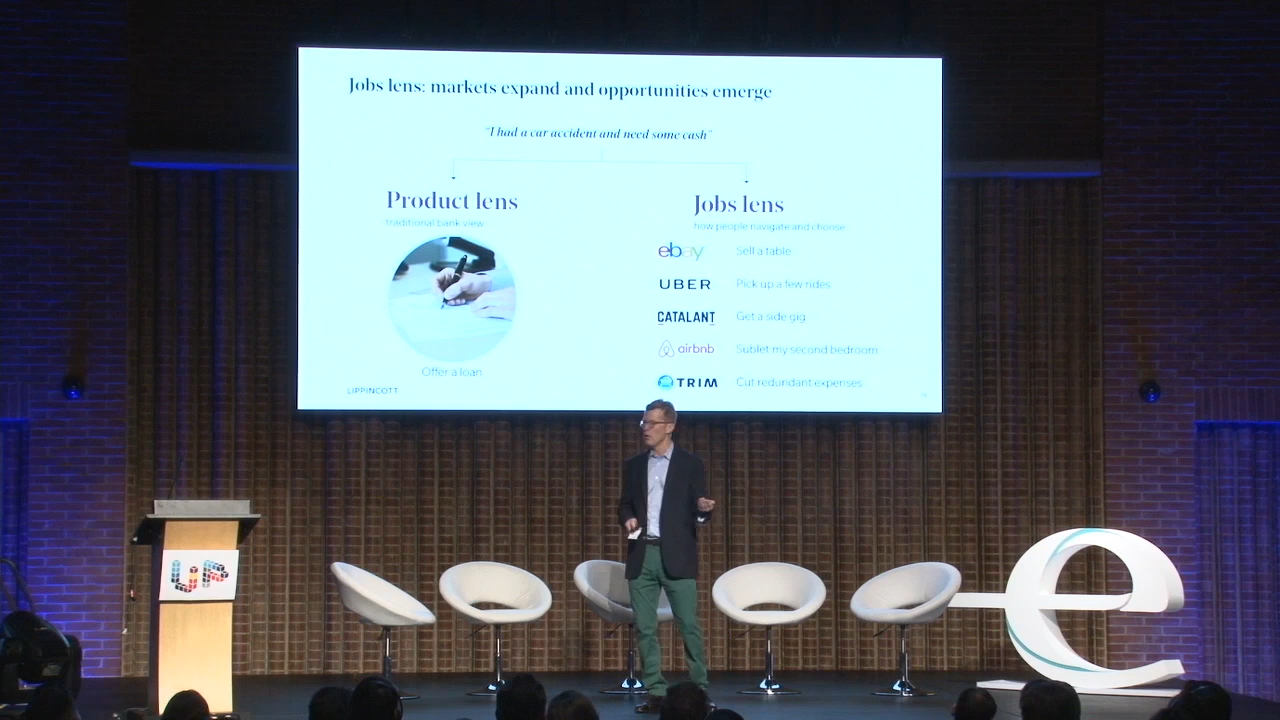 Jobs lens: markets expand and opportunities emerge
"I had a car accident and need some cash"
Product lens
traditional bank view
Offer a loan
LIPPINCOTT
Jobs lens
how people navigate and choose
ebay Sell a table
UBER Pick up a few rides
CATALANT Get a side gig
airbnb Sublet my second bedroom
TRIM Cut redundant expenses
UP
e